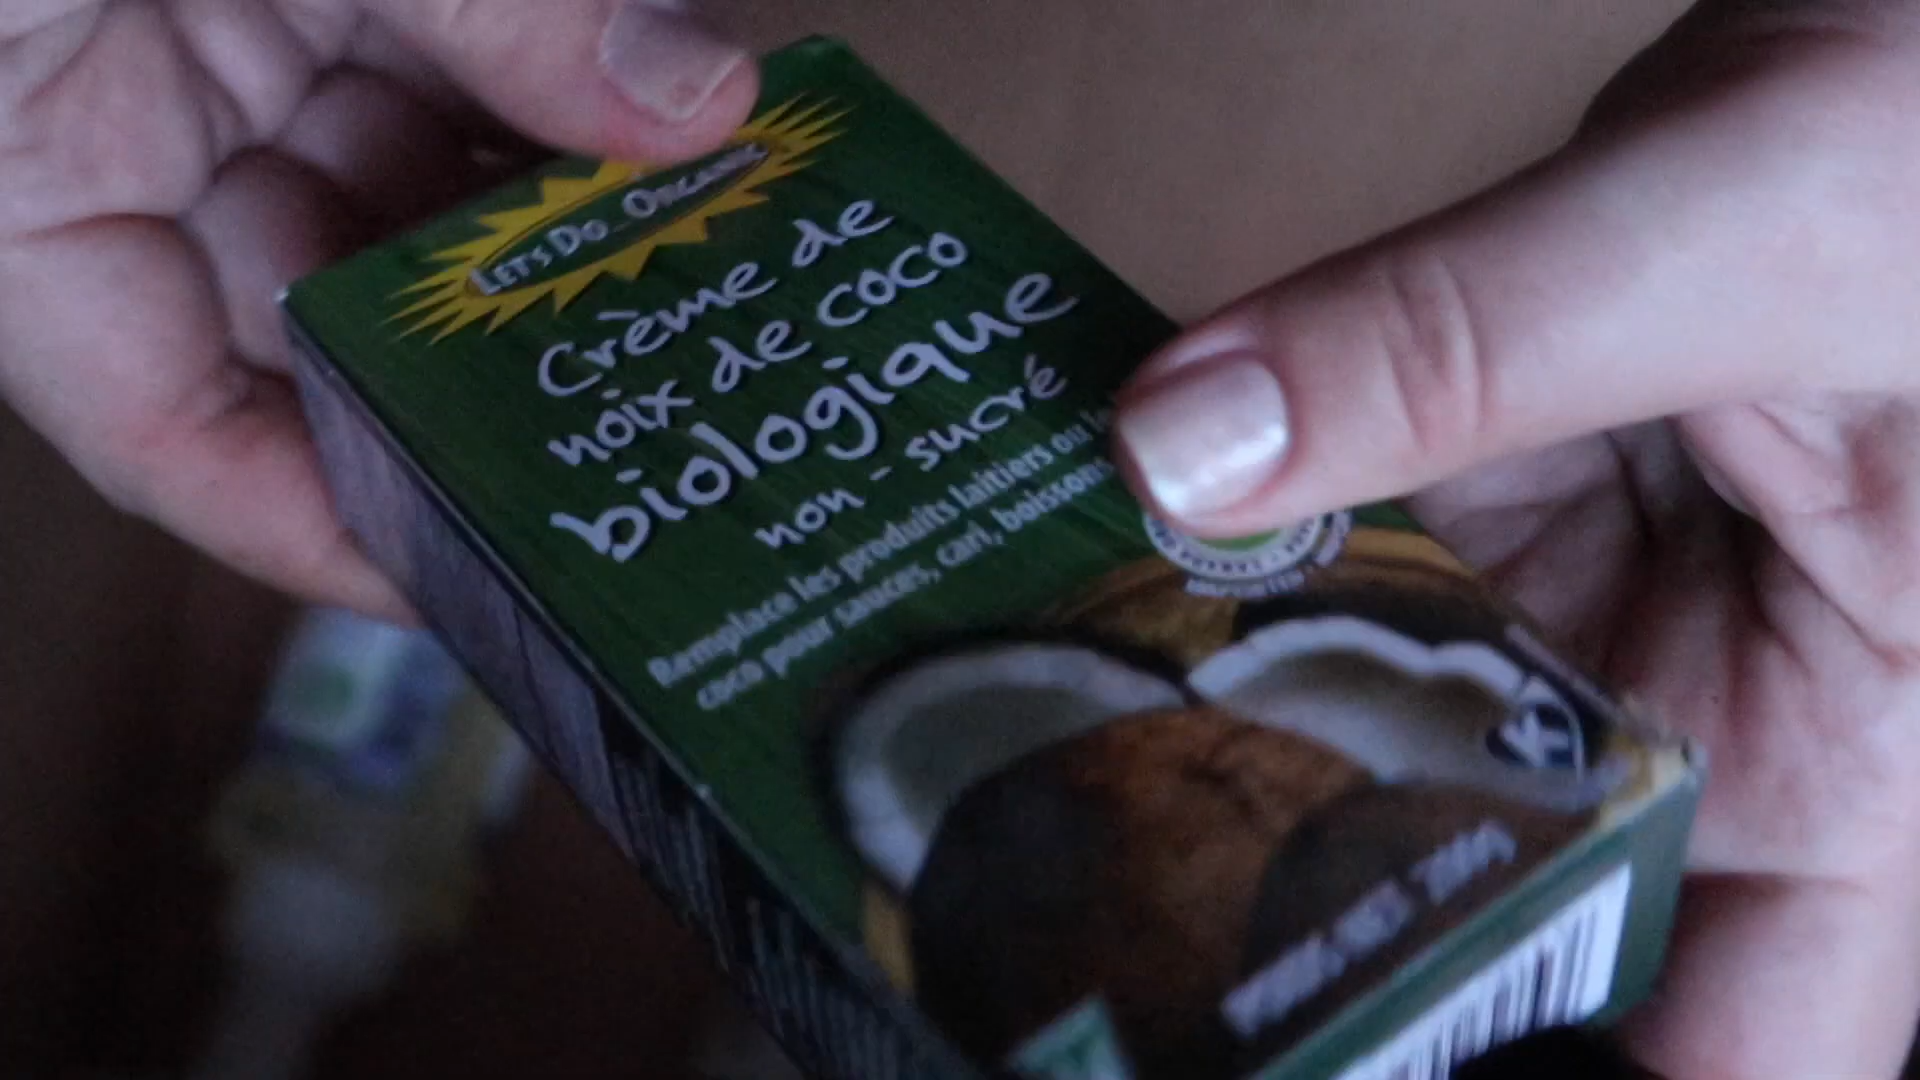 LET'S DO...ORGANIC
Crème de
noix de coco
biologique
non - sucré
Remplace les produits laitiers ou
coco pour sauces, cari, boissons
200g